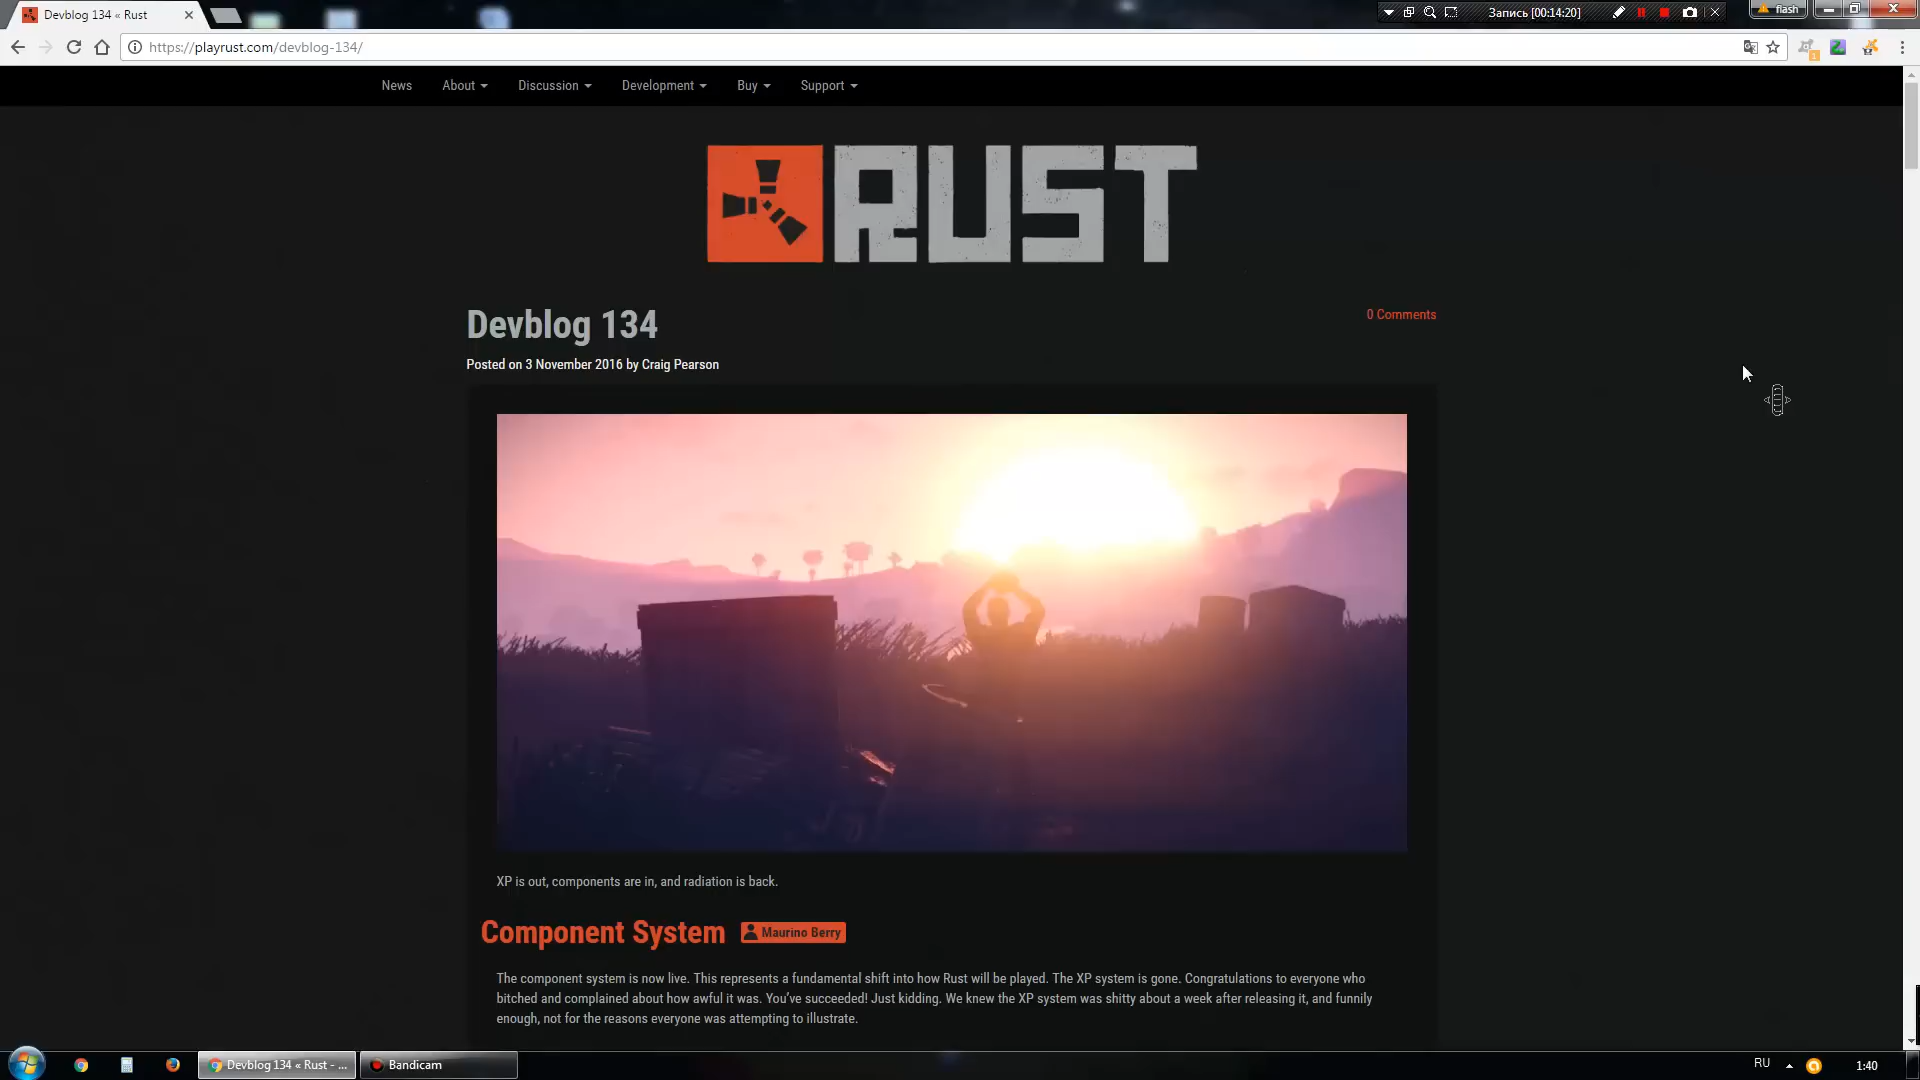 Devblog 134 « Rust
Запись [00:14:20]
flash
https://playrust.com/devblog-134/
1
News About Discussion Development Buy Support
RUST
Devblog 134
0 Comments
Posted on 3 November 2016 by Craig Pearson
XP is out, components are in, and radiation is back.
Component System Maurino Berry
The component system is now live. This represents a fundamental shift into how Rust will be played. The XP system is gone. Congratulations to everyone who
bitched and complained about how awful it was. You've succeeded! Just kidding. We knew the XP system was shitty about a week after releasing it, and funnily
enough, not for the reasons everyone was attempting to illustrate.
Devblog 134 « Rust - ...
Bandicam
RU
1:40